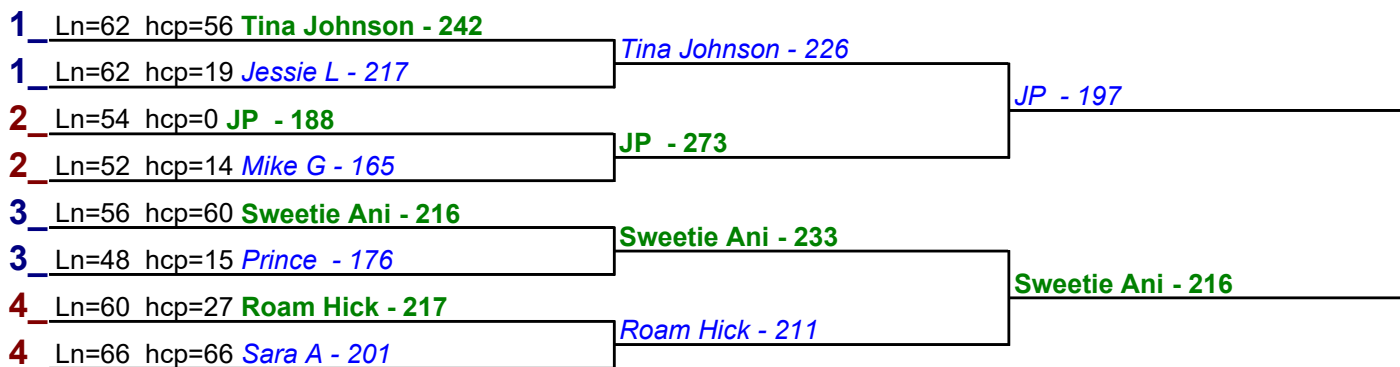 1_ Ln=62 hcp=56 Tina Johnson - 242
Tina Johnson - 226
1_ Ln=62 hcp=19 Jessie L - 217
JP - 197
2_ Ln=54 hcp=0 JP - 188
JP - 273
2_ Ln=52 hcp=14 Mike G - 165
3_ Ln=56 hcp=60 Sweetie Ani - 216
Sweetie Ani - 233
3_ Ln=48 hcp=15 Prince - 176
Sweetie Ani - 216
4_ Ln=60 hcp=27 Roam Hick - 217
Roam Hick - 211
4 Ln=66 hcp=66 Sara A - 201